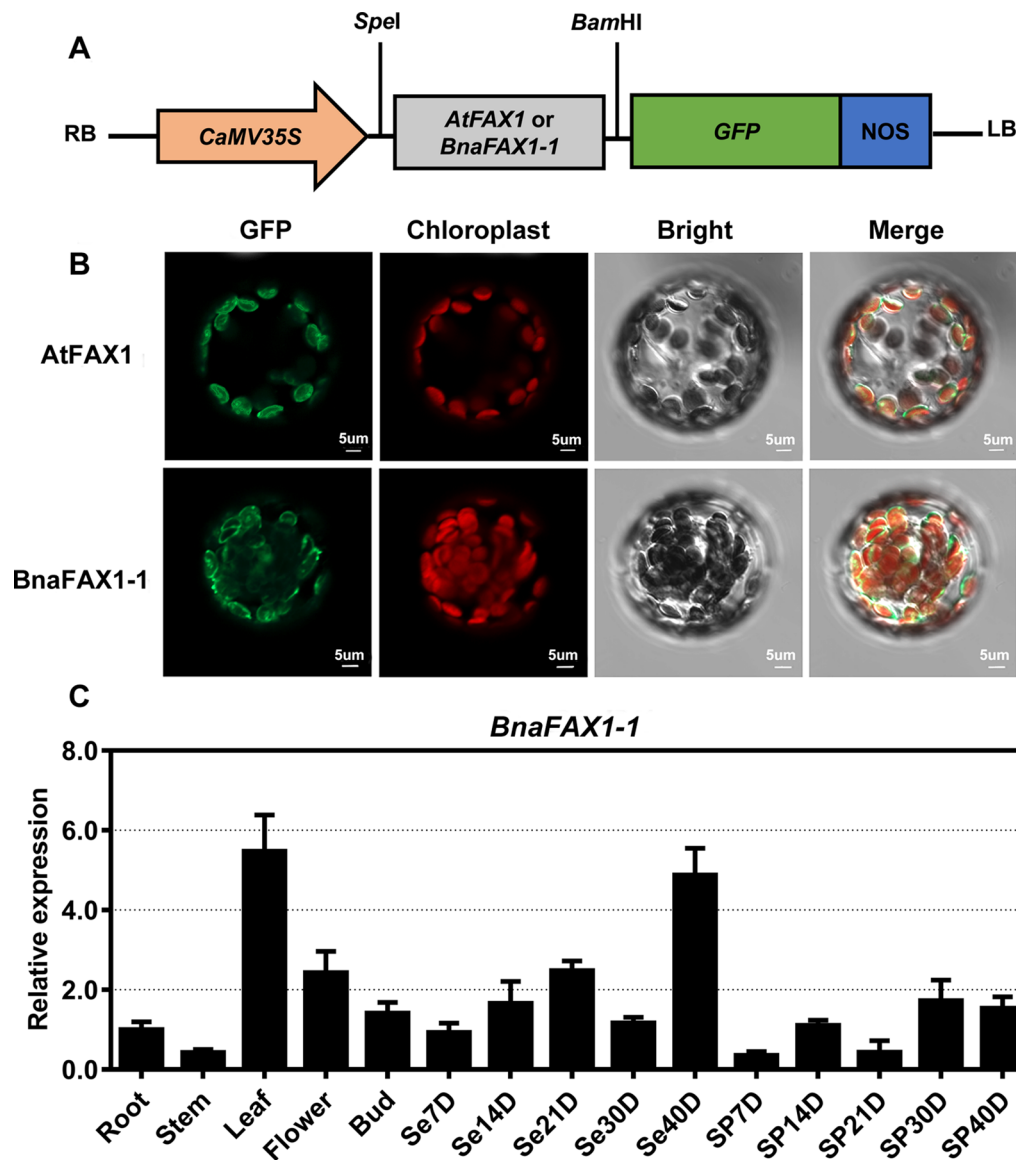 A
SpeI
BamHI
RB
CaMV35S
AtFAX1 or
BnaFAX1-1
GFP
NOS
LB
GFP
Chloroplast
Bright
Merge
B
AtFAX1
5um
5um
5um
5um
BnaFAX1-1
5um
5um
5um
5um
C
BnaFAX1-1
Relative expression
8.0
6.0
4.0
2.0
0.0
Root
Stem
Leaf
Flower
Bud
Se7D
Se14D
Se21D
Se30D
Se40D
SP7D
SP14D
SP21D
SP30D
SP40D